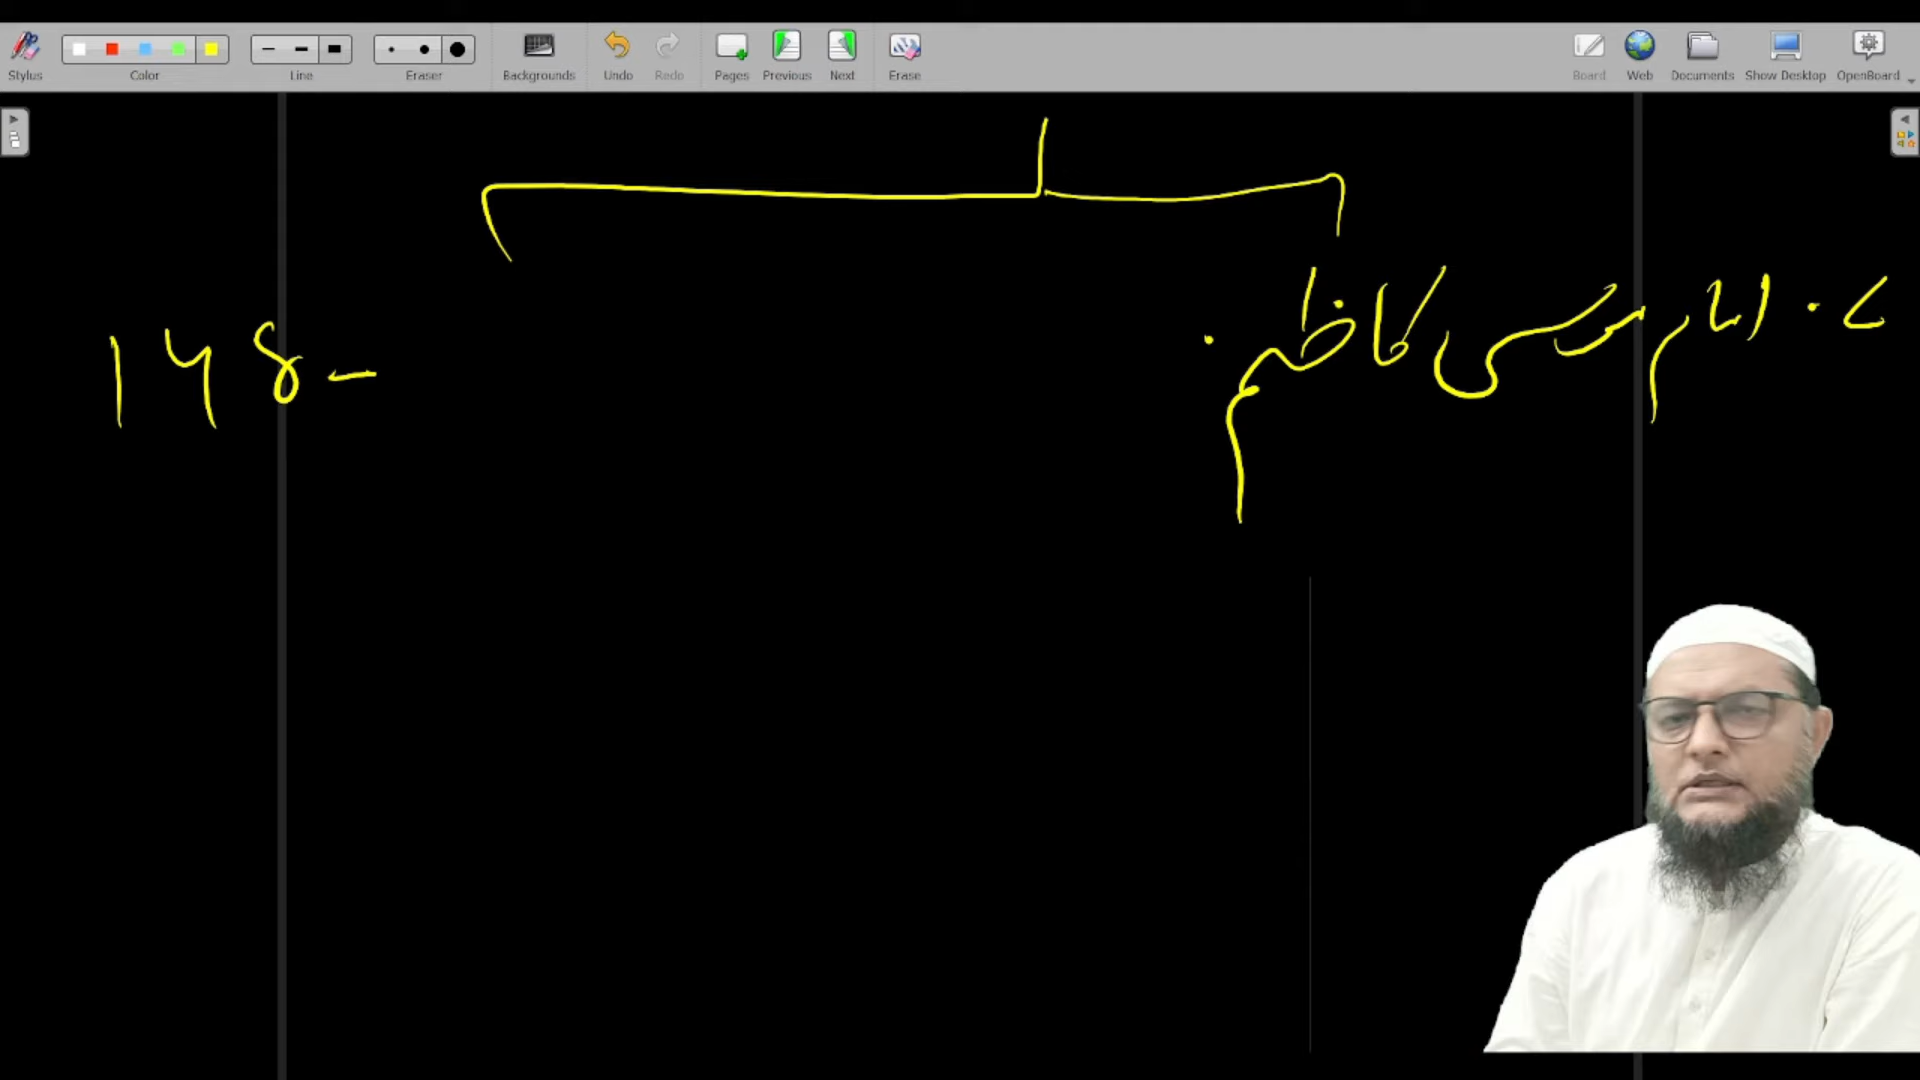 Stylus Color Line Eraser Backgrounds Undo Redo Pages Previous Next Erase Board Web Documents Show Desktop OpenBoard
۷. امام موسی کاظم.
148-